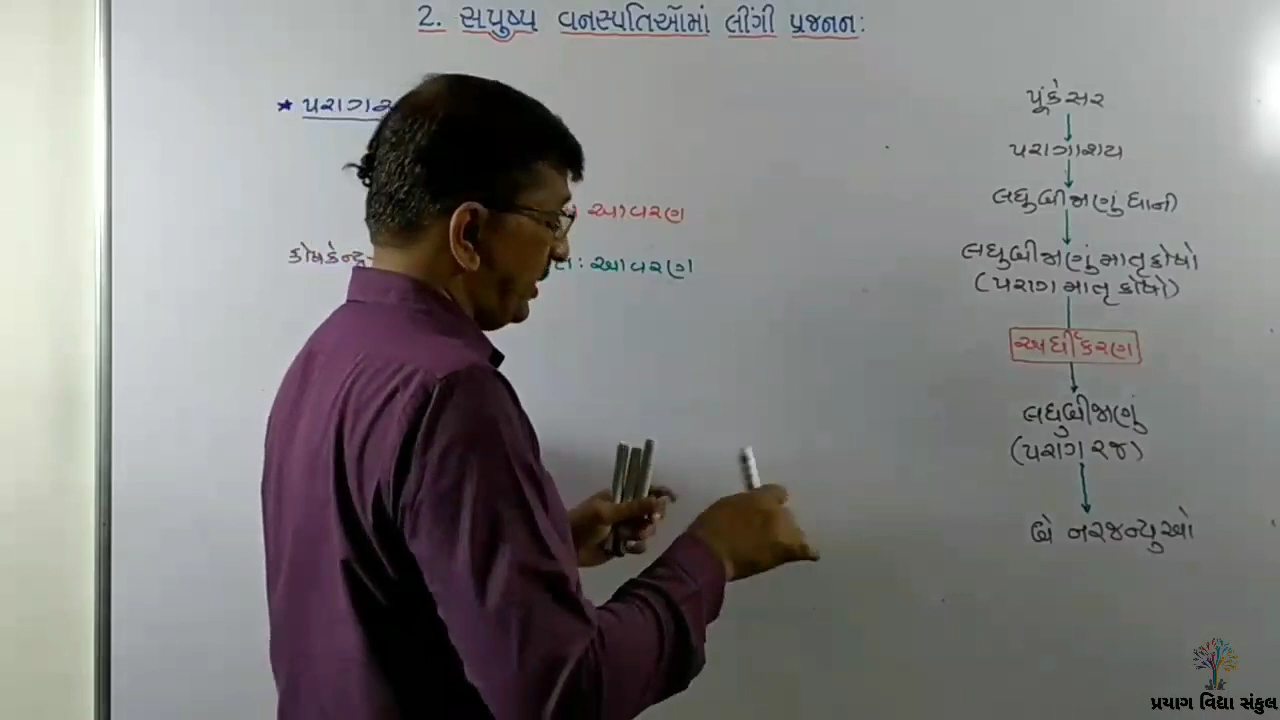 2. સપુષ્પ વનસ્પતિઓમાં લીંગી પ્રજનન:
* પરાગ
આવરણ
કોષકેન્દ્ર
આવરણ
પૂંકેસર
પરાગાશય
લઘુબીજાણુંધાની
લઘુબીજાણુંમાતૃકોષો
(પરાગ માતૃકોષો)
અર્ધીકરણ
લઘુબીજાણું
(પરાગરજ)
બે નરજન્યુઓ
પ્રયાગ વિદ્યા સંકુલ